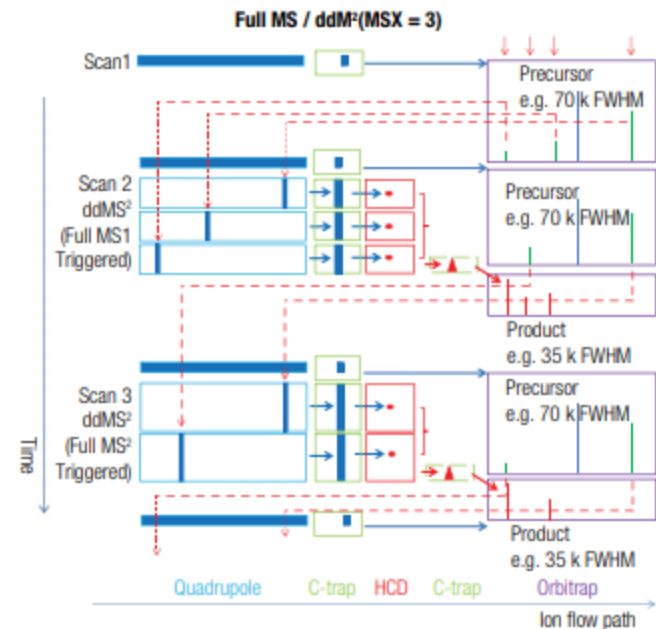 Full MS / ddM²(MSX = 3)
Scan1
Precursor
e.g. 70 k FWHM
Scan 2
ddMS²
(Full MS1
Triggered)
Precursor
e.g. 70 k FWHM
Product
e.g. 35 k FWHM
Scan 3
ddMS²
(Full MS²
Triggered)
Precursor
e.g. 70 k FWHM
Product
e.g. 35 k FWHM
Time
Quadrupole C-trap HCD C-trap Orbitrap
Ion flow path